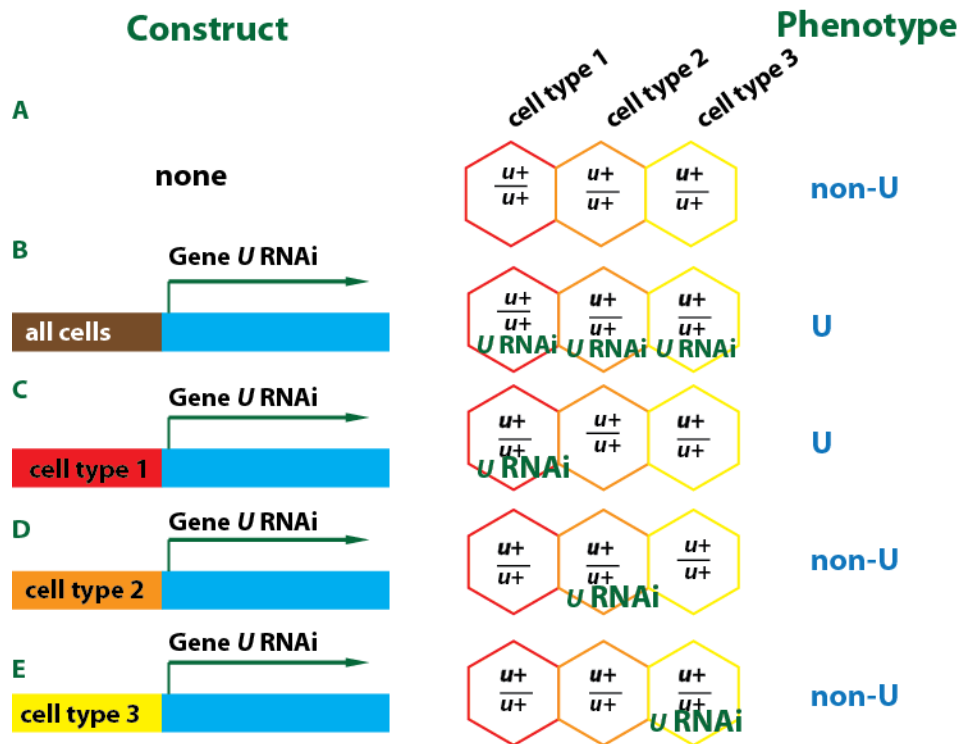 Construct
Phenotype
cell type 1
cell type 2
cell type 3
A
none
u+
u+
u+
u+
u+
u+
non-U
B
Gene U RNAi
all cells
u+
u+
U RNAi
u+
u+
U RNAi
u+
u+
U RNAi
U
C
Gene U RNAi
cell type 1
u+
u+
U RNAi
u+
u+
u+
u+
U
D
Gene U RNAi
cell type 2
u+
u+
u+
u+
U RNAi
u+
u+
non-U
E
Gene U RNAi
cell type 3
u+
u+
u+
u+
u+
u+
U RNAi
non-U